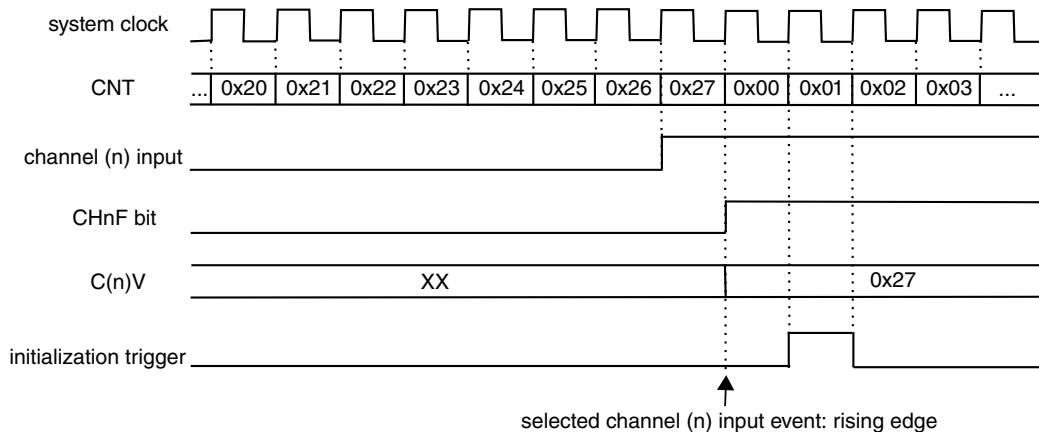 system clock
CNT ... 0x20 0x21 0x22 0x23 0x24 0x25 0x26 0x27 0x00 0x01 0x02 0x03 ...
channel (n) input
CHnF bit
C(n)V XX 0x27
initialization trigger
selected channel (n) input event: rising edge